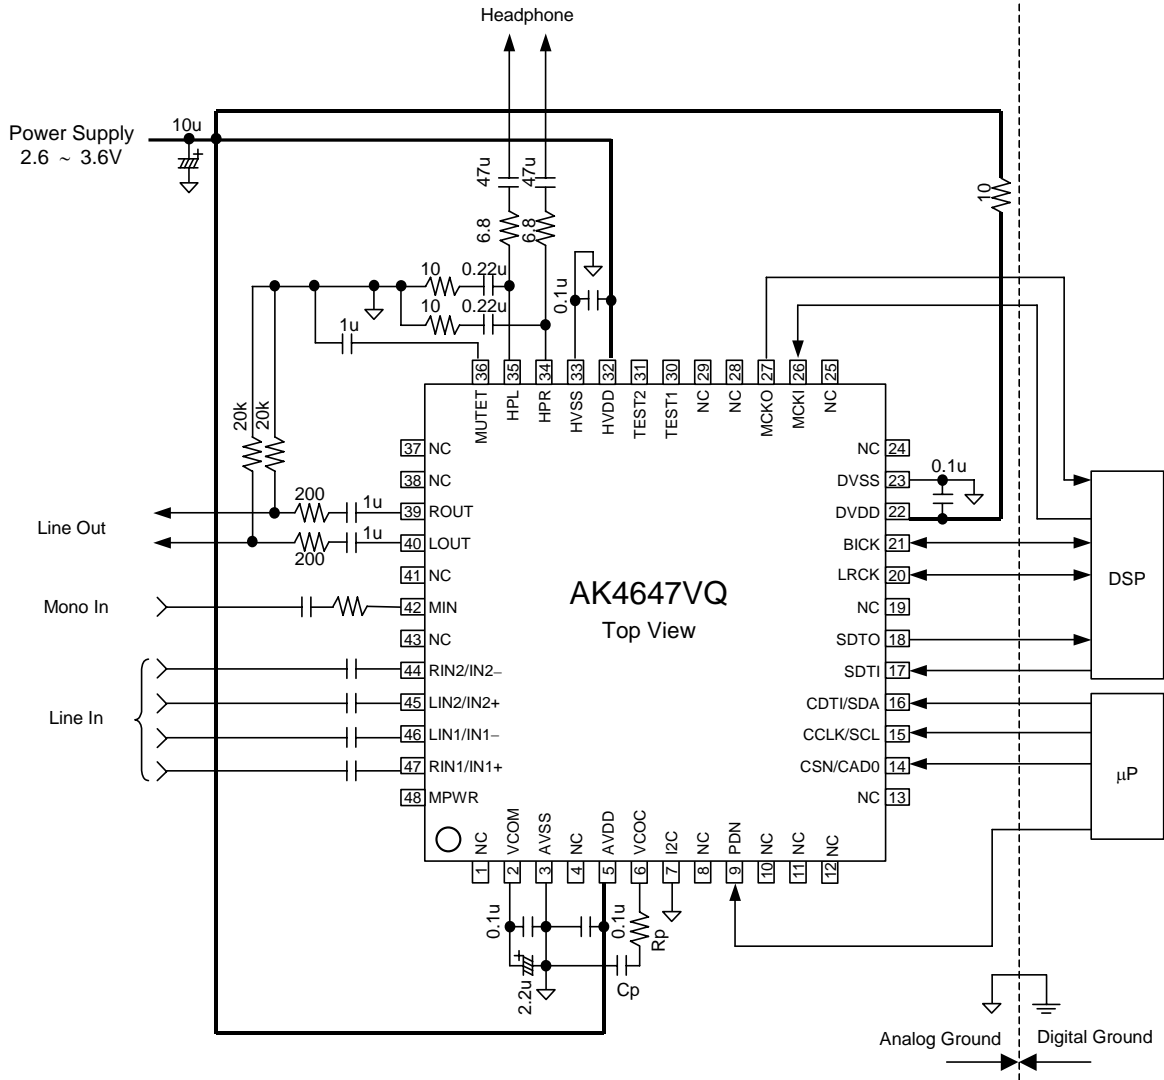 Headphone
Power Supply
2.6 ~ 3.6V
10u
47u
47u
6.8
6.8
10
10
0.22u
10
0.22u
1u
0.1u
20k
20k
36
35
34
33
32
31
30
29
28
27
26
25
MUTET
HPL
HPR
HVSS
HVDD
TEST2
TEST1
NC
NC
MCKO
MCKI
NC
37 NC
38 NC
39 ROUT
40 LOUT
41 NC
42 MIN
43 NC
44 RIN2/IN2–
45 LIN2/IN2+
46 LIN1/IN1–
47 RIN1/IN1+
48 MPWR
200
1u
1u
200
Line Out
Mono In
Line In
AK4647VQ
Top View
NC 24
DVSS 23
DVDD 22
BICK 21
LRCK 20
NC 19
SDTO 18
SDTI 17
CDTI/SDA 16
CCLK/SCL 15
CSN/CAD0 14
NC 13
0.1u
DSP
µP
NC
VCOM
AVSS
NC
AVDD
VCOC
I2C
NC
PDN
NC
NC
NC
1
2
3
4
5
6
7
8
9
10
11
12
0.1u
0.1u
Rp
2.2u
+
Cp
+
Analog Ground
Digital Ground